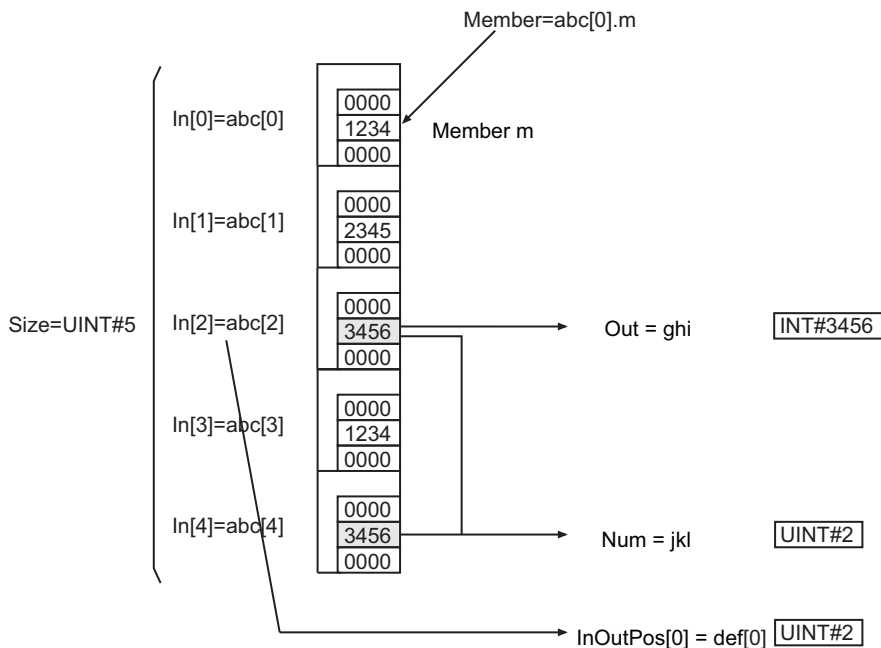 Member=abc[0].m
In[0]=abc[0]
0000
1234
0000
Member m
In[1]=abc[1]
0000
2345
0000
Size=UINT#5
In[2]=abc[2]
0000
3456
0000
Out = ghi
INT#3456
In[3]=abc[3]
0000
1234
0000
In[4]=abc[4]
0000
3456
0000
Num = jkl
UINT#2
InOutPos[0] = def[0]
UINT#2